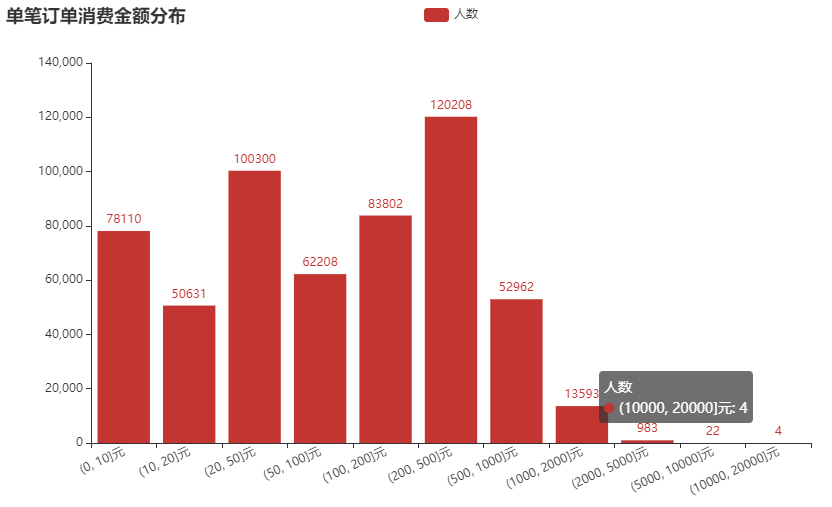 单笔订单消费金额分布
人数
140,000
120,000
100,000
80,000
60,000
40,000
20,000
0
78110
50631
100300
62208
83802
120208
52962
13593
983
22
4
人数
(10000, 20000]元: 4
(0, 10]元
(10, 20]元
(20, 50]元
(50, 100]元
(100, 200]元
(200, 500]元
(500, 1000]元
(1000, 2000]元
(2000, 5000]元
(5000, 10000]元
(10000, 20000]元